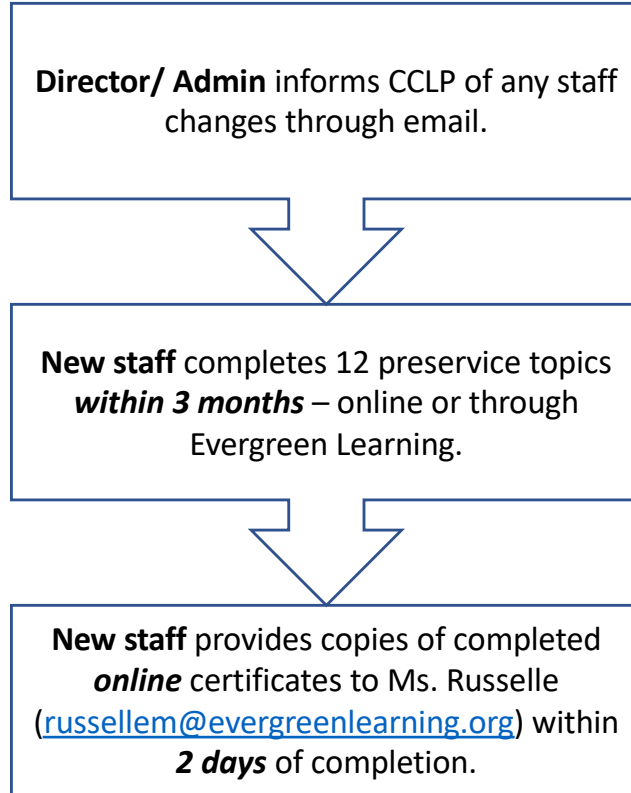 Director/ Admin informs CCLP of any staff
changes through email.
New staff completes 12 preservice topics
within 3 months – online or through
Evergreen Learning.
New staff provides copies of completed
online certificates to Ms. Russelle
(russellem@evergreenlearning.org) within
2 days of completion.